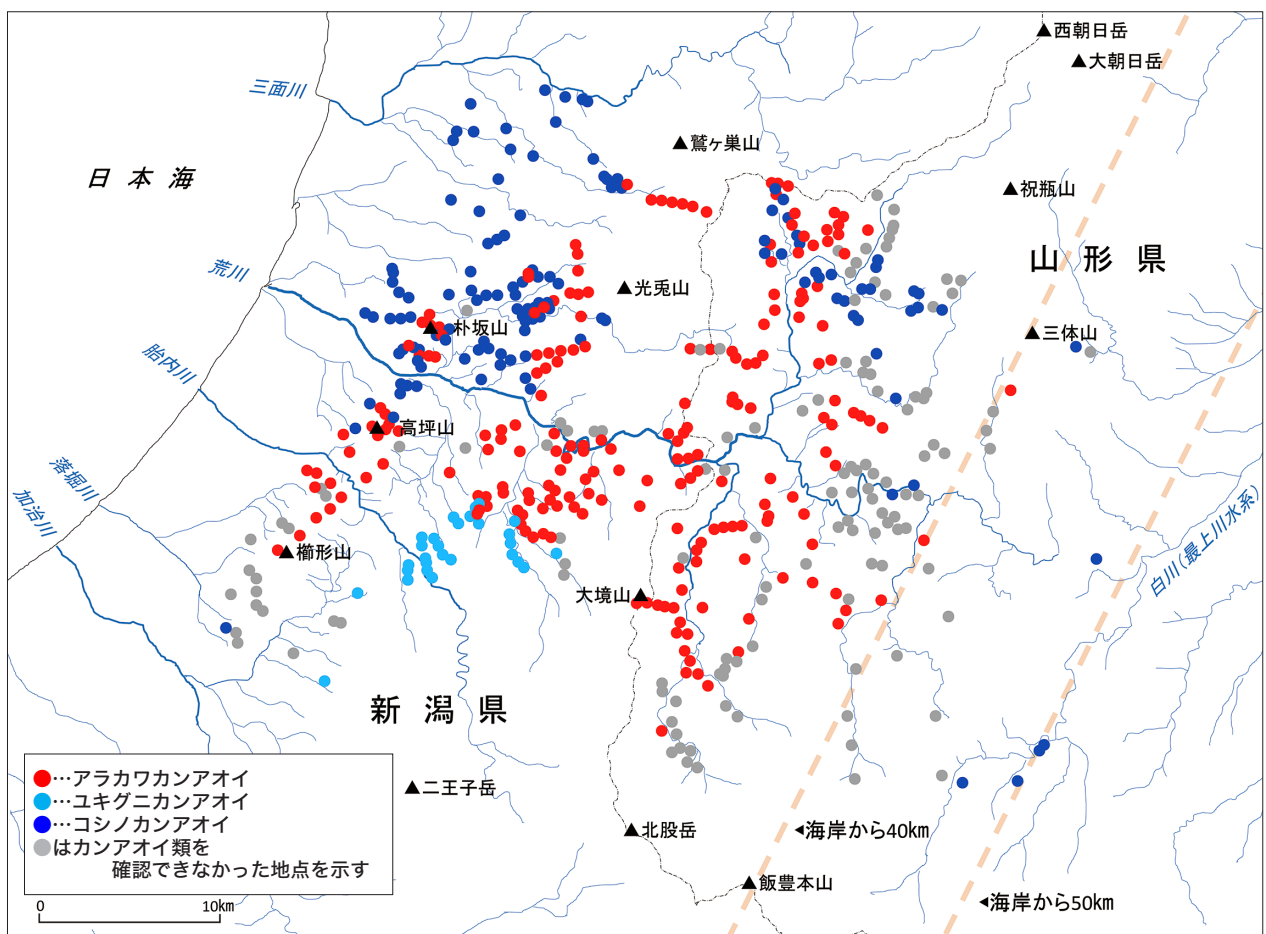 西朝日岳
大朝日岳
三面川
鷲ヶ巣山
日本海
祝瓶山
山形県
荒川
光兎山
朴坂山
三体山
胎内川
高坪山
落堀川
加治川
櫛形山
白川(最上川水系)
大境山
新潟県
…アラカワカンアオイ
…ユキグニカンアオイ
…コシノカンアオイ
はカンアオイ類を
確認できなかった地点を示す
二王子岳
北股岳
◀海岸から40km
飯豊本山
◀海岸から50km
0 10km